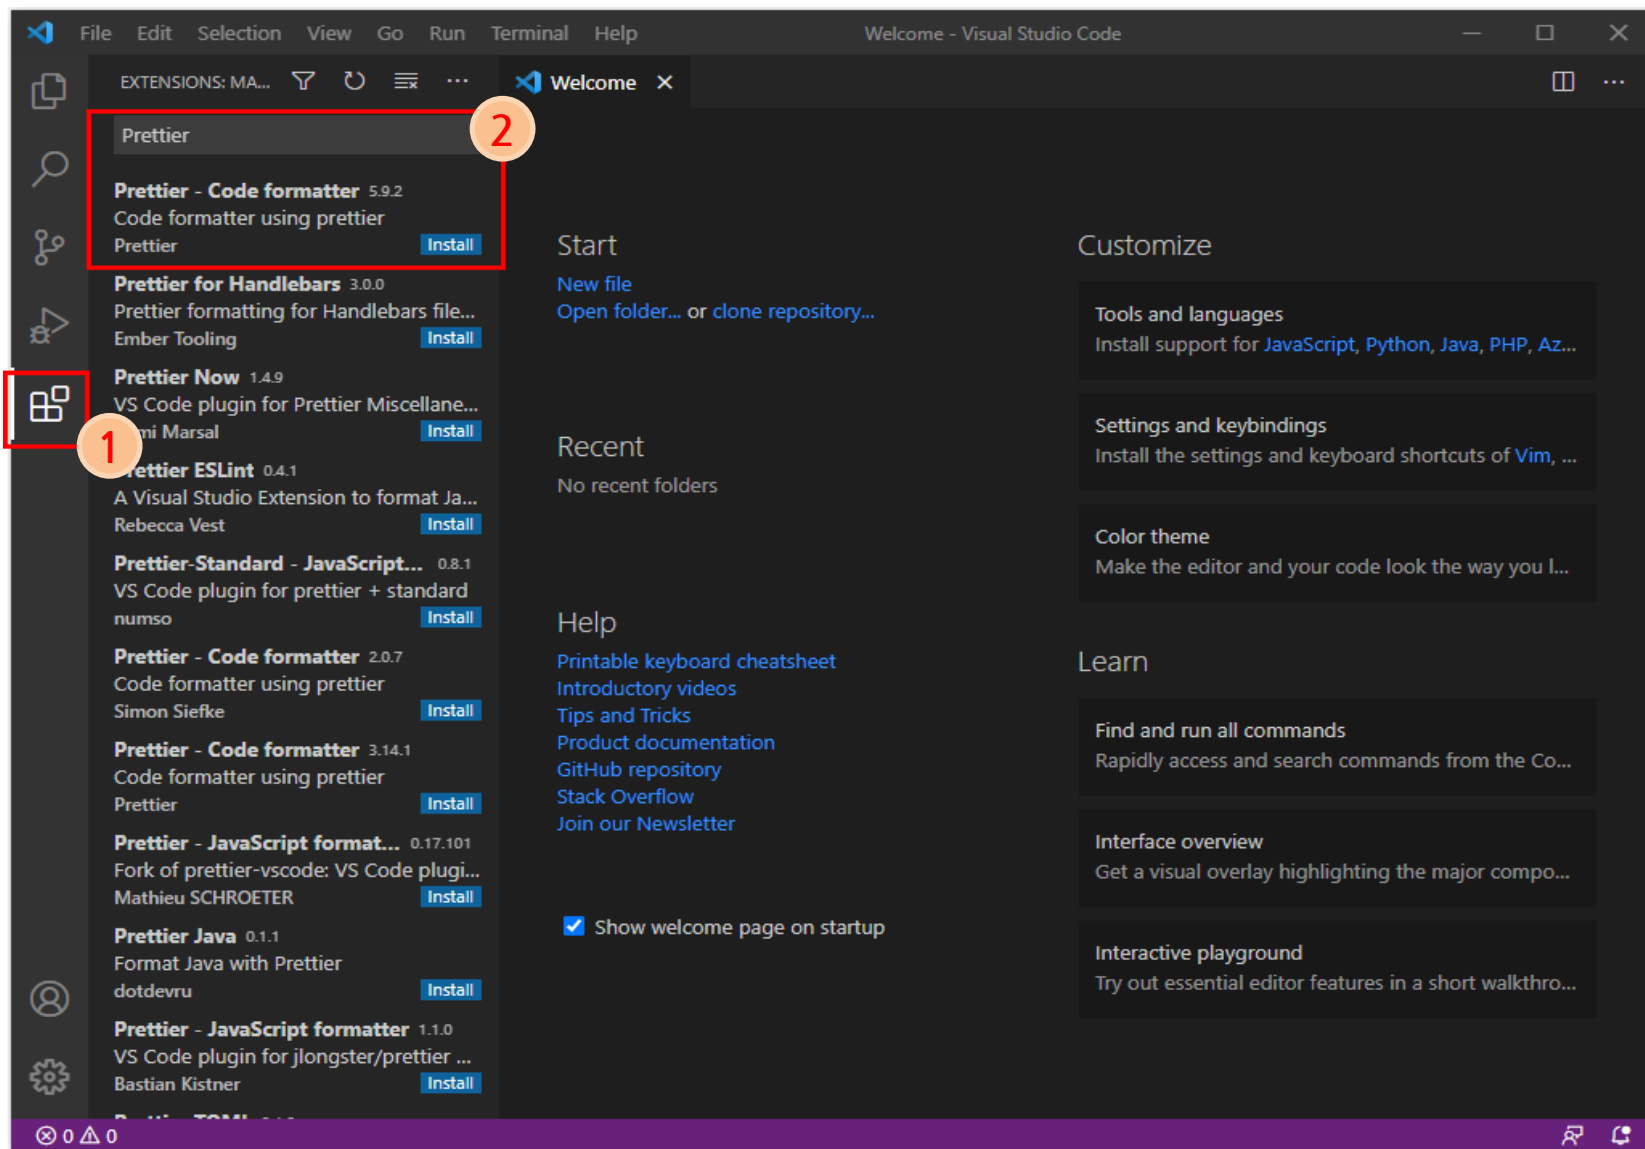 File Edit Selection View Go Run Terminal Help Welcome - Visual Studio Code
EXTENSIONS: MA...
Welcome
Prettier
2
Prettier - Code formatter 5.9.2
Code formatter using prettier
Prettier Install
Prettier for Handlebars 3.0.0
Prettier formatting for Handlebars file...
Ember Tooling Install
Prettier Now 1.4.9
VS Code plugin for Prettier Miscellane...
Marsal Install
1
ESLint 0.4.1
A Visual Studio Extension to format Ja...
Rebecca Vest Install
Prettier-Standard - JavaScript... 0.8.1
VS Code plugin for prettier + standard
numso Install
Prettier - Code formatter 2.0.7
Code formatter using prettier
Simon Siefke Install
Prettier - Code formatter 3.14.1
Code formatter using prettier
Prettier Install
Prettier - JavaScript format... 0.17.101
Fork of prettier-vscode: VS Code plugi...
Mathieu SCHROETER Install
Prettier Java 0.1.1
Format Java with Prettier
dotdevru Install
Prettier - JavaScript formatter 1.1.0
VS Code plugin for jlongster/prettier ...
Bastian Kistner Install
Start
New file
Open folder... or clone repository...
Recent
No recent folders
Help
Printable keyboard cheatsheet
Introductory videos
Tips and Tricks
Product documentation
GitHub repository
Stack Overflow
Join our Newsletter
Show welcome page on startup
Customize
Tools and languages
Install support for JavaScript, Python, Java, PHP, Az...
Settings and keybindings
Install the settings and keyboard shortcuts of Vim, ...
Color theme
Make the editor and your code look the way you l...
Learn
Find and run all commands
Rapidly access and search commands from the Co...
Interface overview
Get a visual overlay highlighting the major compo...
Interactive playground
Try out essential editor features in a short walkthro...
0 0